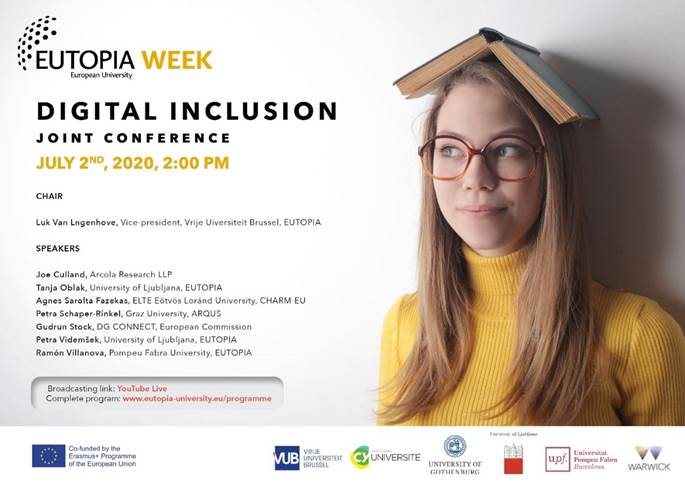 EUTOPIA WEEK
European University
DIGITAL INCLUSION
JOINT CONFERENCE
JULY 2ND, 2020, 2:00 PM
CHAIR
Luk Van Lngenhove, Vice-president, Vrije Uiversiteit Brussel, EUTOPIA
SPEAKERS
Joe Culland, Arcola Research LLP
Tanja Oblak, University of Ljubljana, EUTOPIA
Agnes Sarolta Fazekas, ELTE Eötvös Loránd University, CHARM-EU
Petra Schaper-Rinkel, Graz University, ARQUS
Gudrun Stock, DG CONNECT, European Commission
Petra Videmšek, University of Ljubljana, EUTOPIA
Ramón Villanova, Pompeu Fabra University, EUTOPIA
Broadcasting link: YouTube Live
Complete program: www.eutopia-university.eu/programme
Co-funded by the
Erasmus+ Programme
of the European Union
VUB
VRIJE
UNIVERSITEIT
BRUSSEL
CY
UNIVERSITE
UNIVERSITY OF
GOTHENBURG
University of Ljubljana
upf.
Universitat
Pompeu Fabra
Barcelona
WARWICK